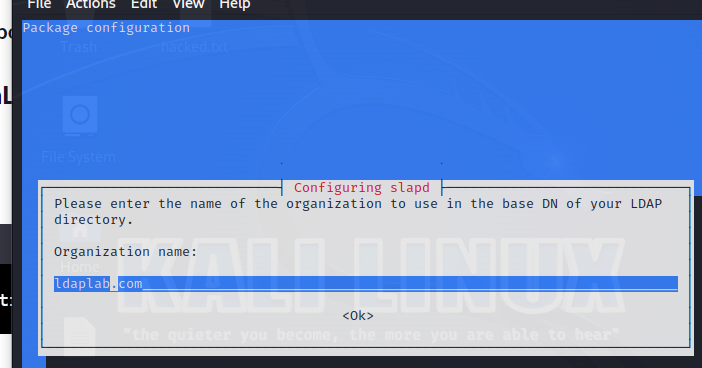 File Actions Edit View Help
Package configuration
Trash
hacked.txt
File System
Configuring slapd
Please enter the name of the organization to use in the base DN of your LDAP
directory.
Organization name:
Home
ldaplab.com
<Ok>
KALI LINUX
"the quieter you become, the more you are able to hear"